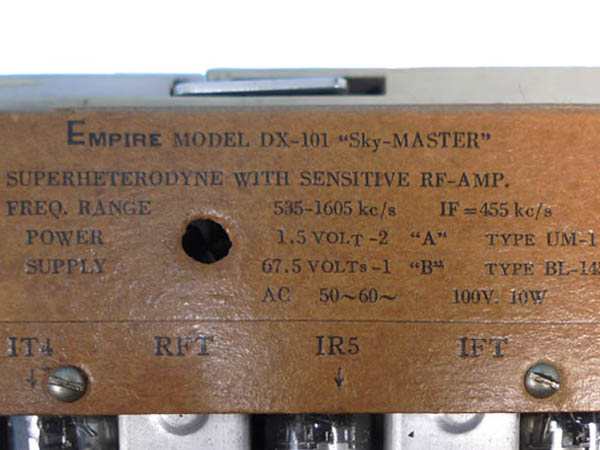 EMPIRE MODEL DX-101 "Sky-MASTER"
SUPERHETERODYNE WITH SENSITIVE RF-AMP.
FREQ. RANGE 535-1605 kc/s IF=455 kc/s
POWER 1.5 VOLT-2 "A" TYPE UM-1
SUPPLY 67.5 VOLTs-1 "B" TYPE BL-145
AC 50~60~ 100V. 10W
IT4 RFT IR5 IFT
↓ ↓